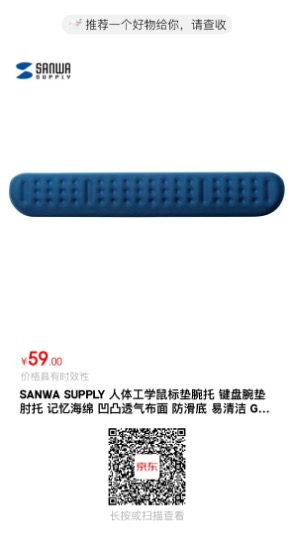 推荐一个好物给你，请查收
SANWA
SUPPLY
¥59.00
价格具有时效性
SANWA SUPPLY 人体工学鼠标垫腕托 键盘腕垫
肘托 记忆海绵 凹凸透气布面 防滑底 易清洁 G...
京东
长按或扫描查看